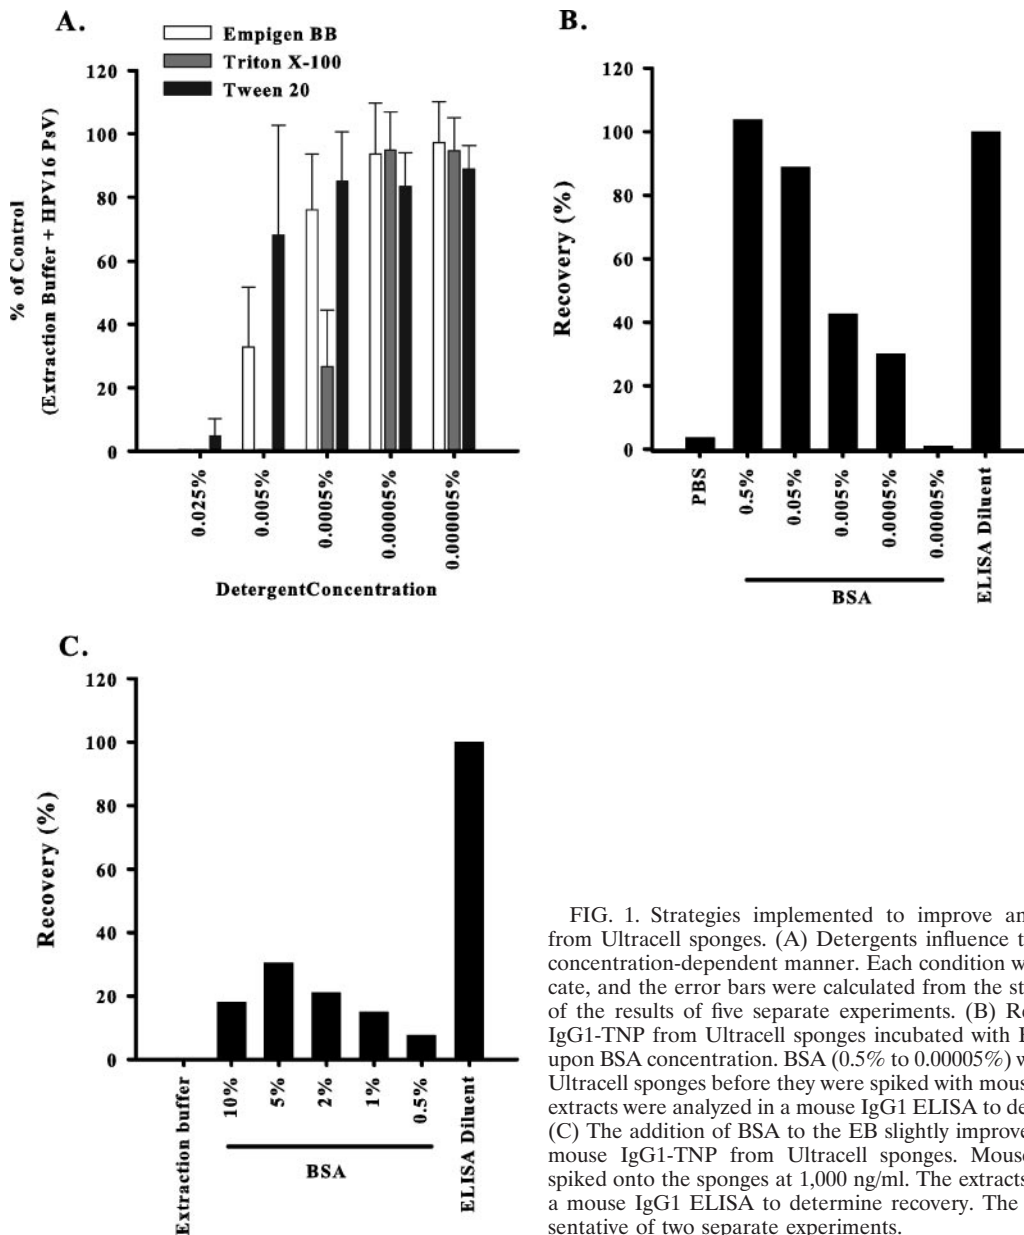 A.
Empigen BB
Triton X-100
Tween 20
% of Control
(Extraction Buffer + HPV16 PsV)
120
100
80
60
40
20
0
0.025%
0.005%
0.0005%
0.00005%
0.000005%
DetergentConcentration
B.
Recovery (%)
120
100
80
60
40
20
0
PBS
0.5%
0.05%
0.005%
0.0005%
0.00005%
ELISA Diluent
BSA
C.
Recovery (%)
120
100
80
60
40
20
0
Extraction buffer
10%
5%
2%
1%
0.5%
ELISA Diluent
BSA
FIG. 1. Strategies implemented to improve an
from Ultracell sponges. (A) Detergents influence t
concentration-dependent manner. Each condition w
cate, and the error bars were calculated from the st
of the results of five separate experiments. (B) Re
IgG1-TNP from Ultracell sponges incubated with
upon BSA concentration. BSA (0.5% to 0.00005%) w
Ultracell sponges before they were spiked with mous
extracts were analyzed in a mouse IgG1 ELISA to de
(C) The addition of BSA to the EB slightly improve
mouse IgG1-TNP from Ultracell sponges. Mouse
spiked onto the sponges at 1,000 ng/ml. The extracts
a mouse IgG1 ELISA to determine recovery. The
sentative of two separate experiments.